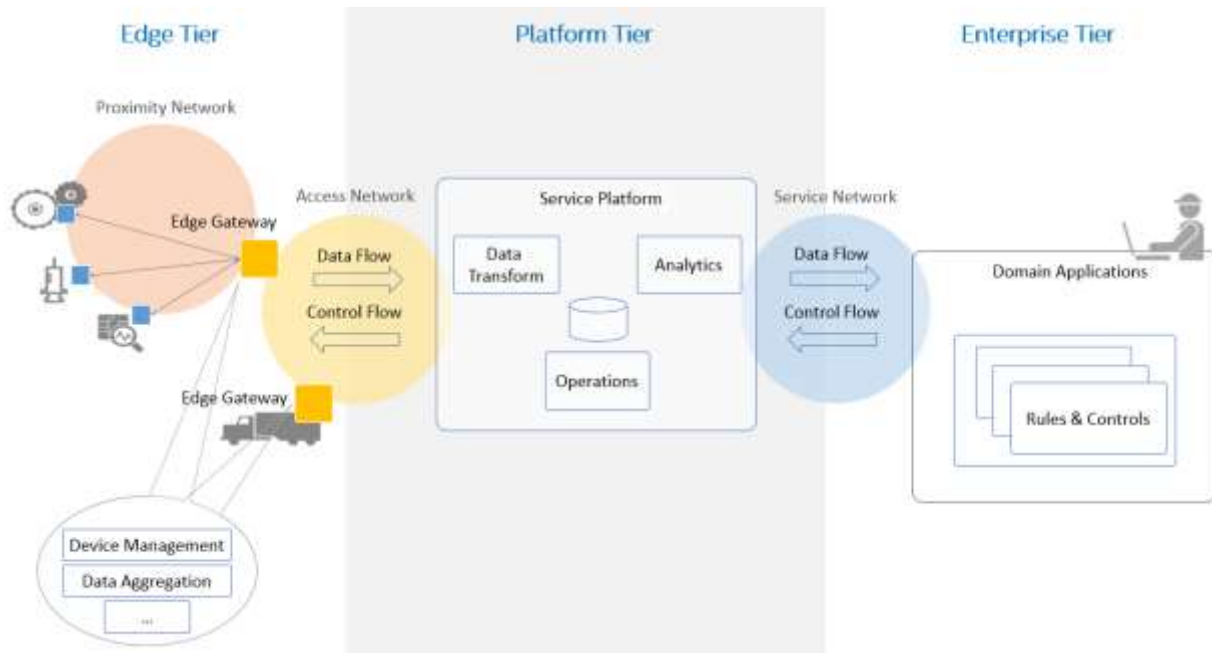 Edge Tier
Platform Tier
Enterprise Tier
Proximity Network
Access Network
Service Platform
Service Network
Edge Gateway
Data Flow
Control Flow
Data
Transform
Analytics
Operations
Data Flow
Control Flow
Domain Applications
Rules & Controls
Edge Gateway
Device Management
Data Aggregation
...